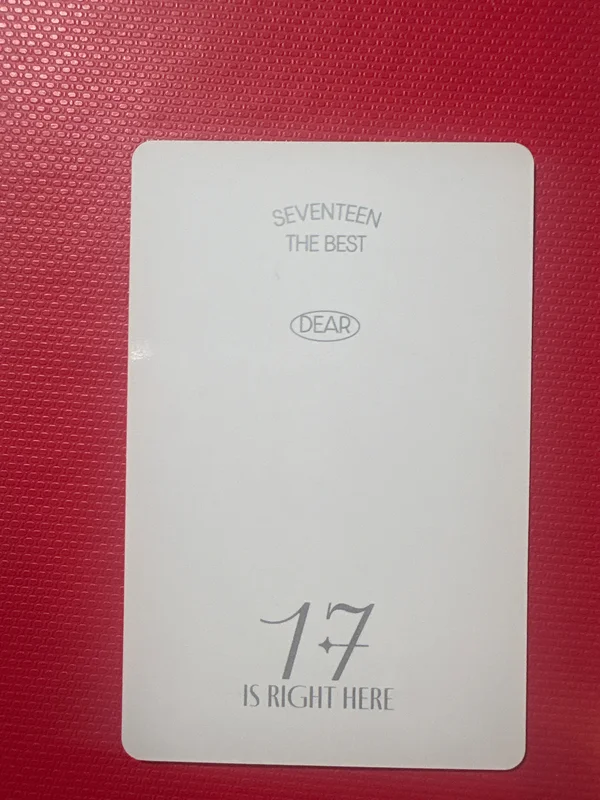 SEVENTEEN
THE BEST
DEAR
17
IS RIGHT HERE